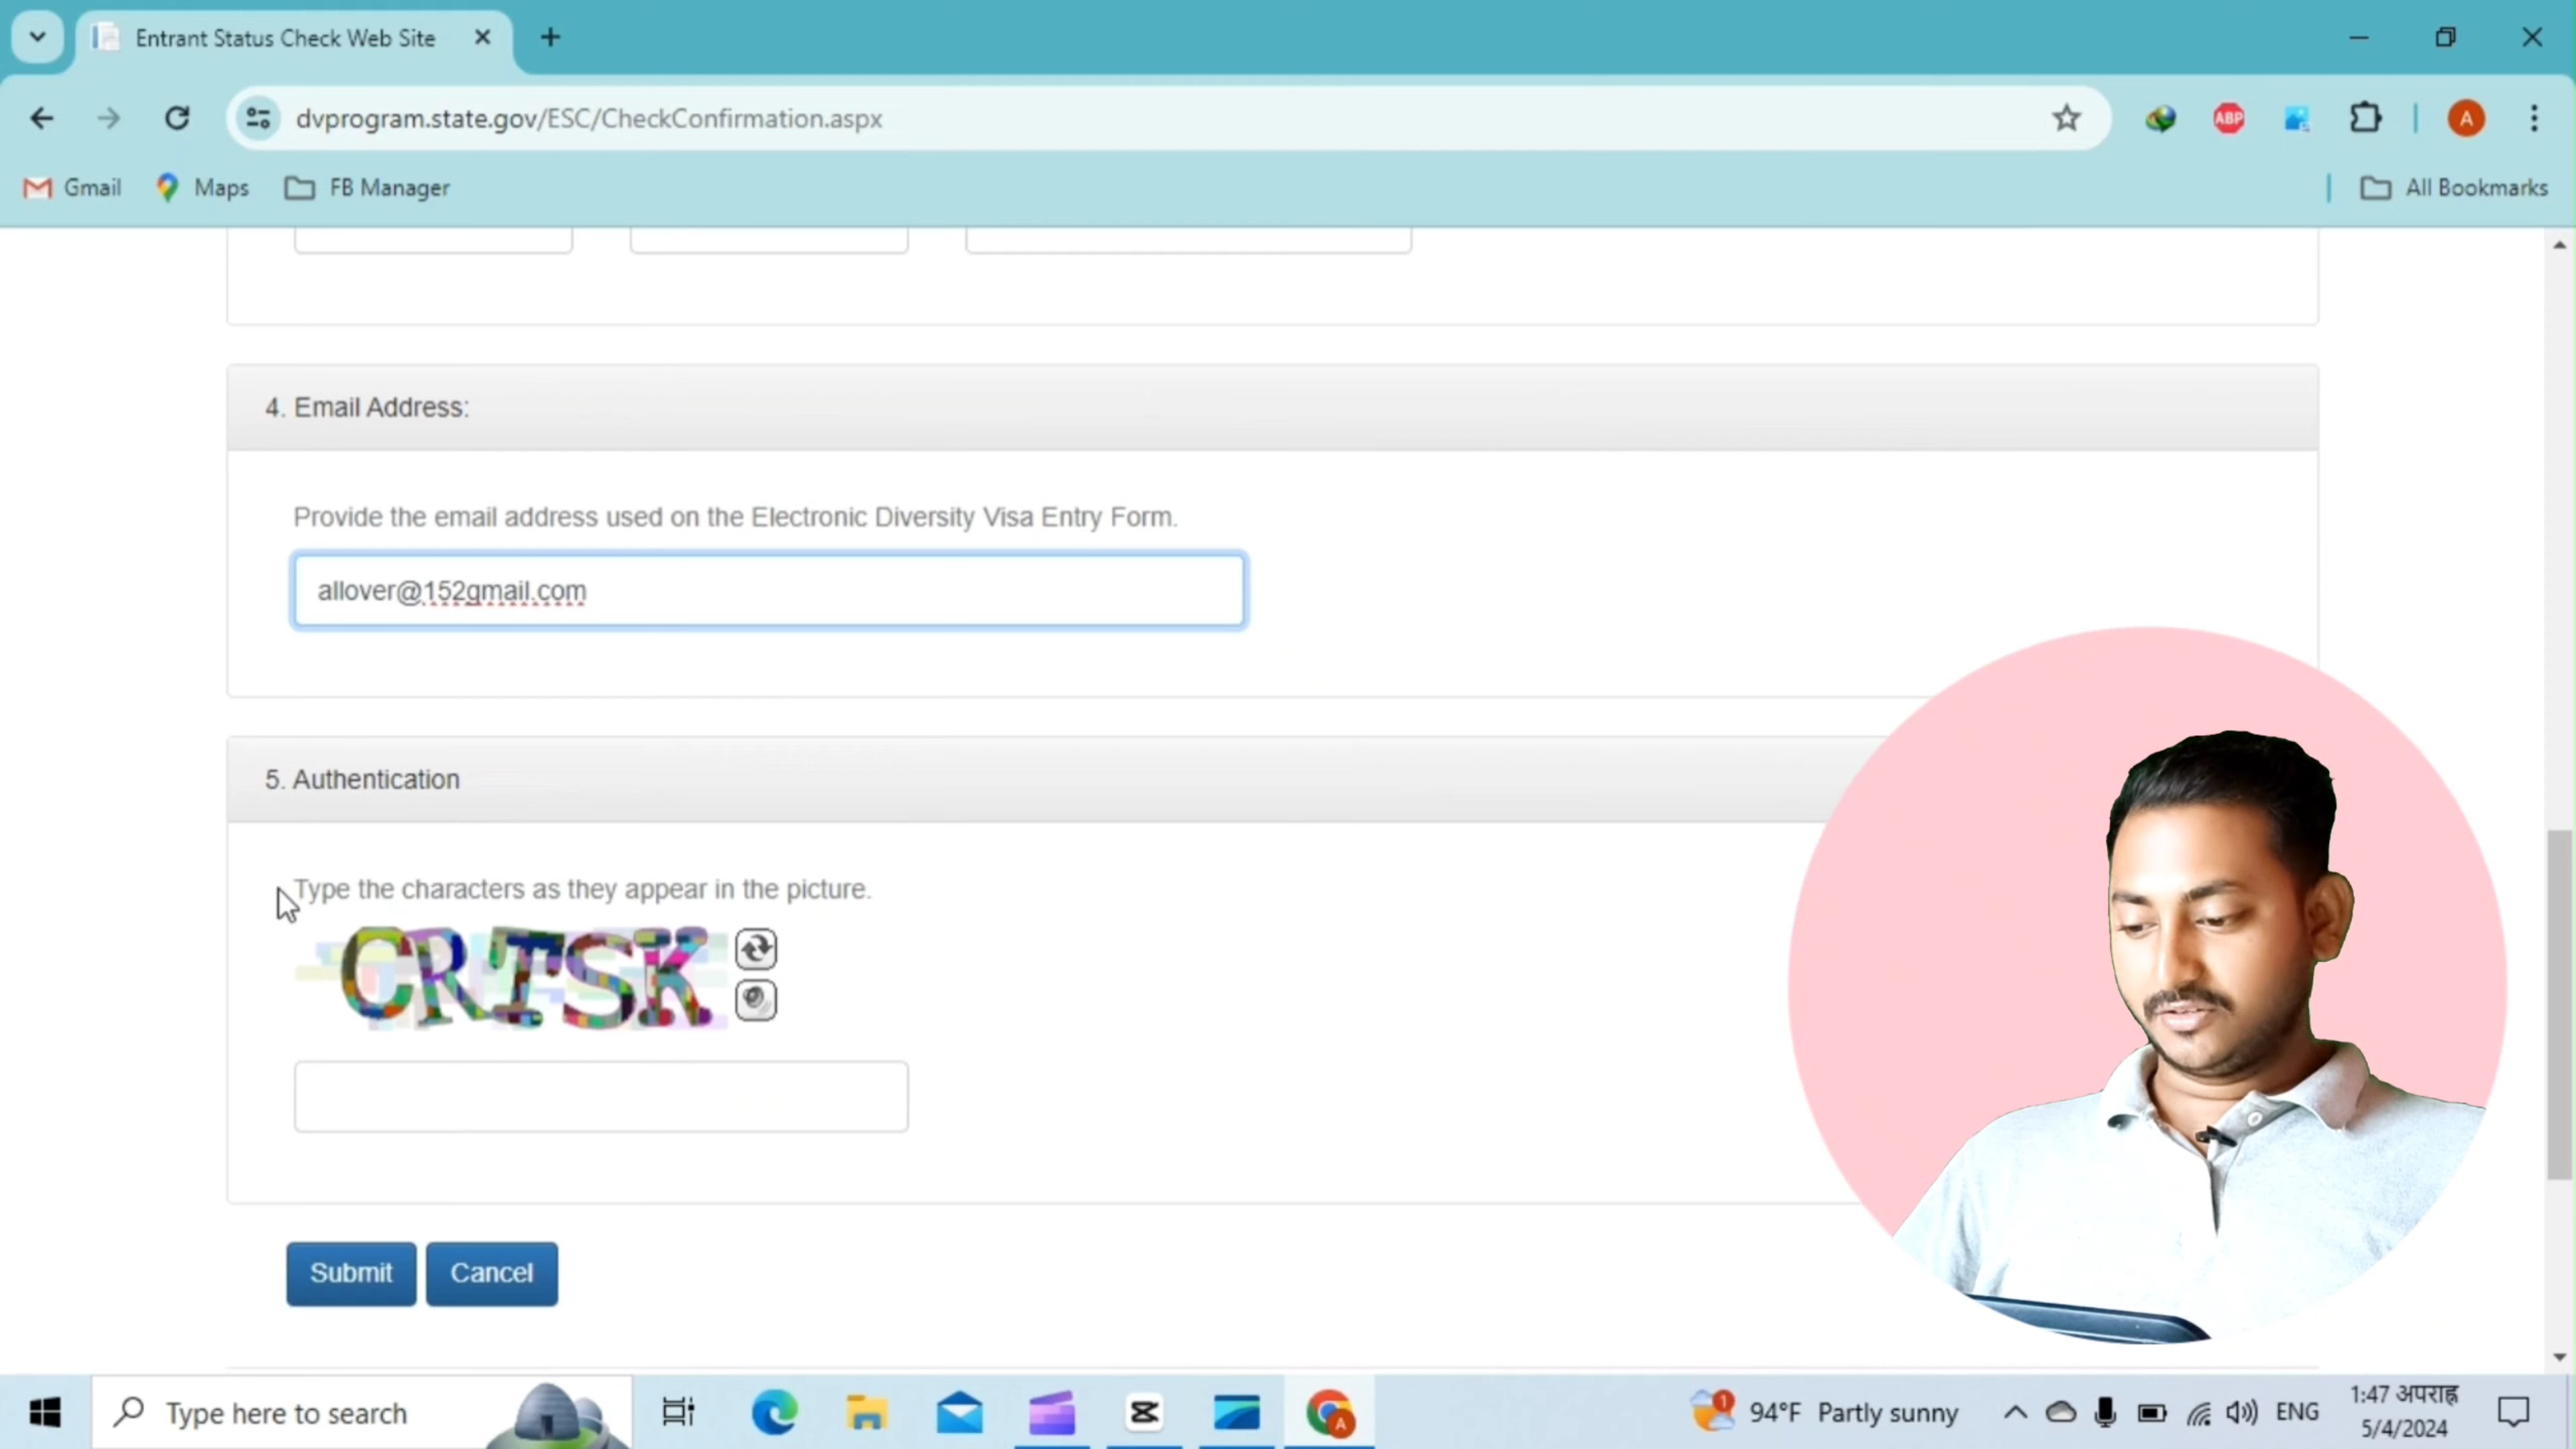 Entrant Status Check Web Site
dvprogram.state.gov/ESC/CheckConfirmation.aspx
ABP
A
Gmail
Maps
FB Manager
All Bookmarks
4. Email Address:
Provide the email address used on the Electronic Diversity Visa Entry Form.
allover@152gmail.com
5. Authentication
Type the characters as they appear in the picture.
CRTSK
Submit
Cancel
Type here to search
A
1
94°F Partly sunny
ENG
1:47 अपराह्न
5/4/2024